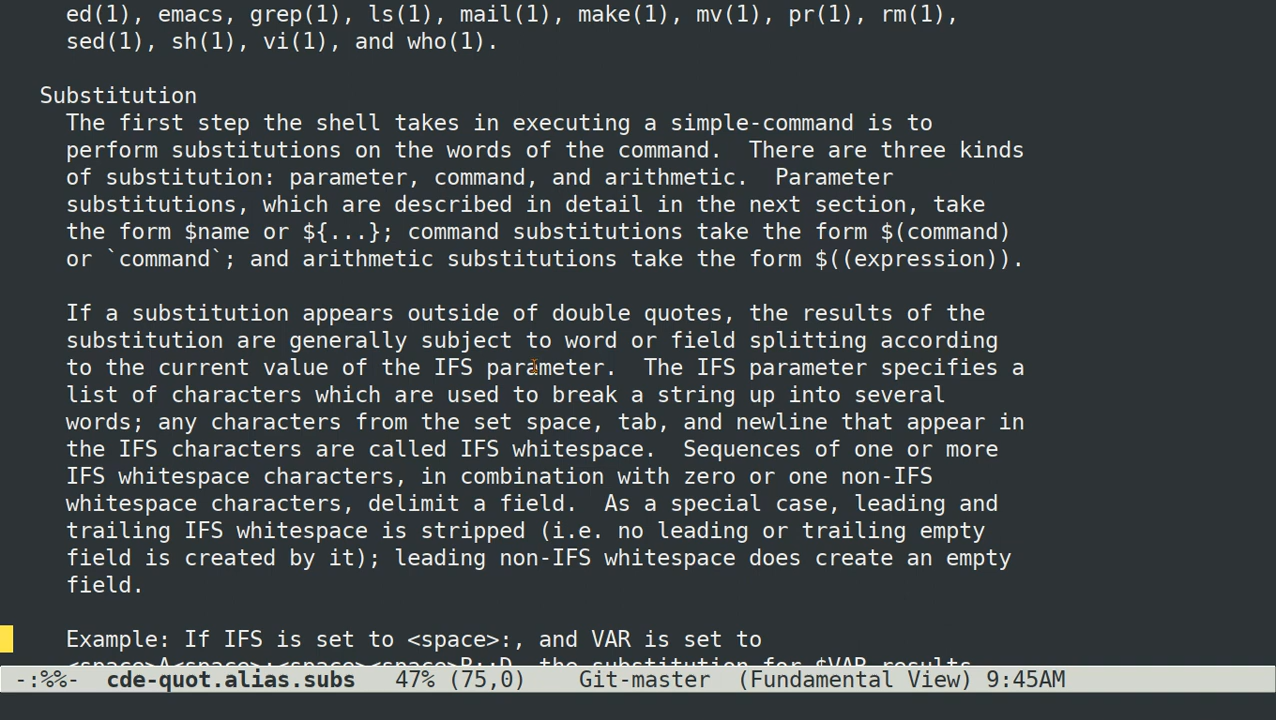 ed(1), emacs, grep(1), ls(1), mail(1), make(1), mv(1), pr(1), rm(1),
sed(1), sh(1), vi(1), and who(1).
Substitution
The first step the shell takes in executing a simple-command is to
perform substitutions on the words of the command.  There are three kinds
of substitution: parameter, command, and arithmetic.  Parameter
substitutions, which are described in detail in the next section, take
the form $name or ${...}; command substitutions take the form $(command)
or `command`; and arithmetic substitutions take the form $((expression)).
If a substitution appears outside of double quotes, the results of the
substitution are generally subject to word or field splitting according
to the current value of the IFS parameter.  The IFS parameter specifies a
list of characters which are used to break a string up into several
words; any characters from the set space, tab, and newline that appear in
the IFS characters are called IFS whitespace.  Sequences of one or more
IFS whitespace characters, in combination with zero or one non-IFS
whitespace characters, delimit a field.  As a special case, leading and
trailing IFS whitespace is stripped (i.e. no leading or trailing empty
field is created by it); leading non-IFS whitespace does create an empty
field.
Example: If IFS is set to <space>:, and VAR is set to
<space>A<space>:<space><space>B::D, the substitution for $VAR results
-:%%-  cde-quot.alias.subs   47% (75,0)    Git-master  (Fundamental View) 9:45AM